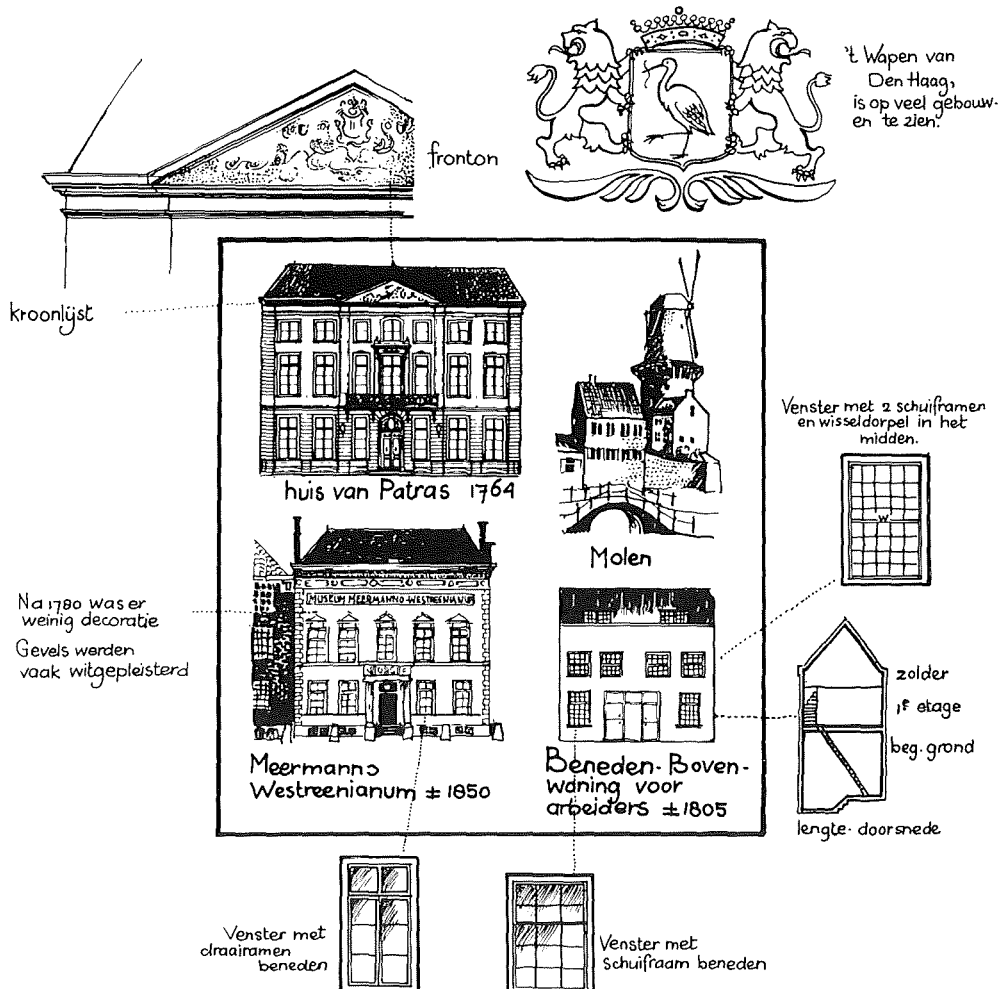 't Wapen van
Den Haag,
is op veel gebouw-
en te zien.
fronton
kroonlijst
huis van Patras 1764
Molen
Venster met 2 schuiframen
en wisseldorpel in het
midden.
Na 1780 was er
weinig decoratie
Gevels werden
vaak witgepleisterd
MUSEUM MEERMANNO-WESTREENIANUM
Meermanno
Westreenianum ± 1850
Beneden-Boven-
woning voor
arbeiders ±1805
zolder
1e etage
beg. grond
lengte-doorsnede
Venster met
draairamen
beneden
Venster met
schuifraam beneden